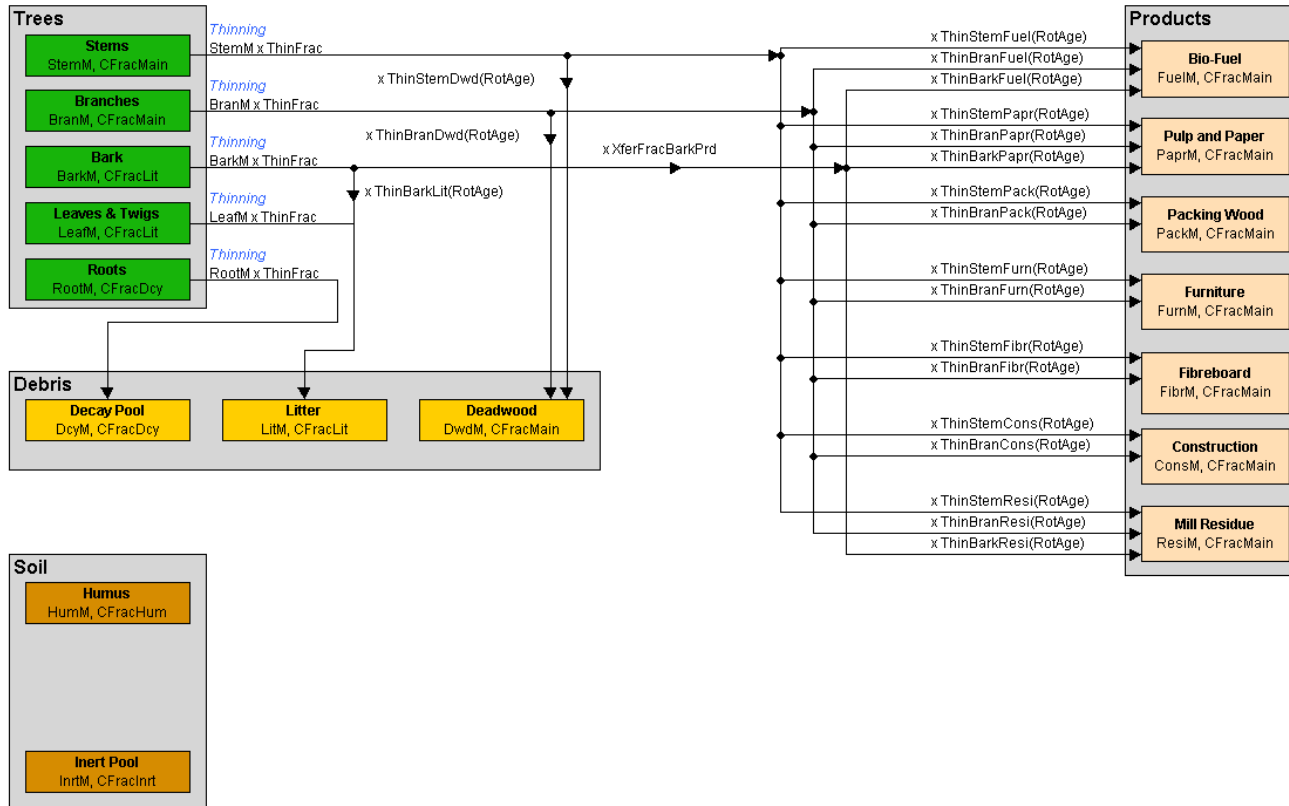 Trees
Stems
StemM, CFracMain
Branches
BranM, CFracMain
Bark
BarkM, CFracLit
Leaves & Twigs
LeafM, CFracLit
Roots
RootM, CFracDcy
Thinning
StemM x ThinFrac
Thinning
BranM x ThinFrac
Thinning
BarkM x ThinFrac
Thinning
LeafM x ThinFrac
Thinning
RootM x ThinFrac
x ThinStemDwd(RotAge)
x ThinBranDwd(RotAge)
x ThinBarkLit(RotAge)
x XferFracBarkPrd
x ThinStemFuel(RotAge)
x ThinBranFuel(RotAge)
x ThinBarkFuel(RotAge)
x ThinStemPapr(RotAge)
x ThinBranPapr(RotAge)
x ThinBarkPapr(RotAge)
x ThinStemPack(RotAge)
x ThinBranPack(RotAge)
x ThinStemFurn(RotAge)
x ThinBranFurn(RotAge)
x ThinStemFibr(RotAge)
x ThinBranFibr(RotAge)
x ThinStemCons(RotAge)
x ThinBranCons(RotAge)
x ThinStemResi(RotAge)
x ThinBranResi(RotAge)
x ThinBarkResi(RotAge)
Products
Bio-Fuel
FuelM, CFracMain
Pulp and Paper
PaprM, CFracMain
Packing Wood
PackM, CFracMain
Furniture
FurnM, CFracMain
Fibreboard
FibrM, CFracMain
Construction
ConsM, CFracMain
Mill Residue
ResiM, CFracMain
Debris
Decay Pool
DcyM, CFracDcy
Litter
LitM, CFracLit
Deadwood
DwdM, CFracMain
Soil
Humus
HumM, CFracHum
Inert Pool
InrtM, CFracInrt